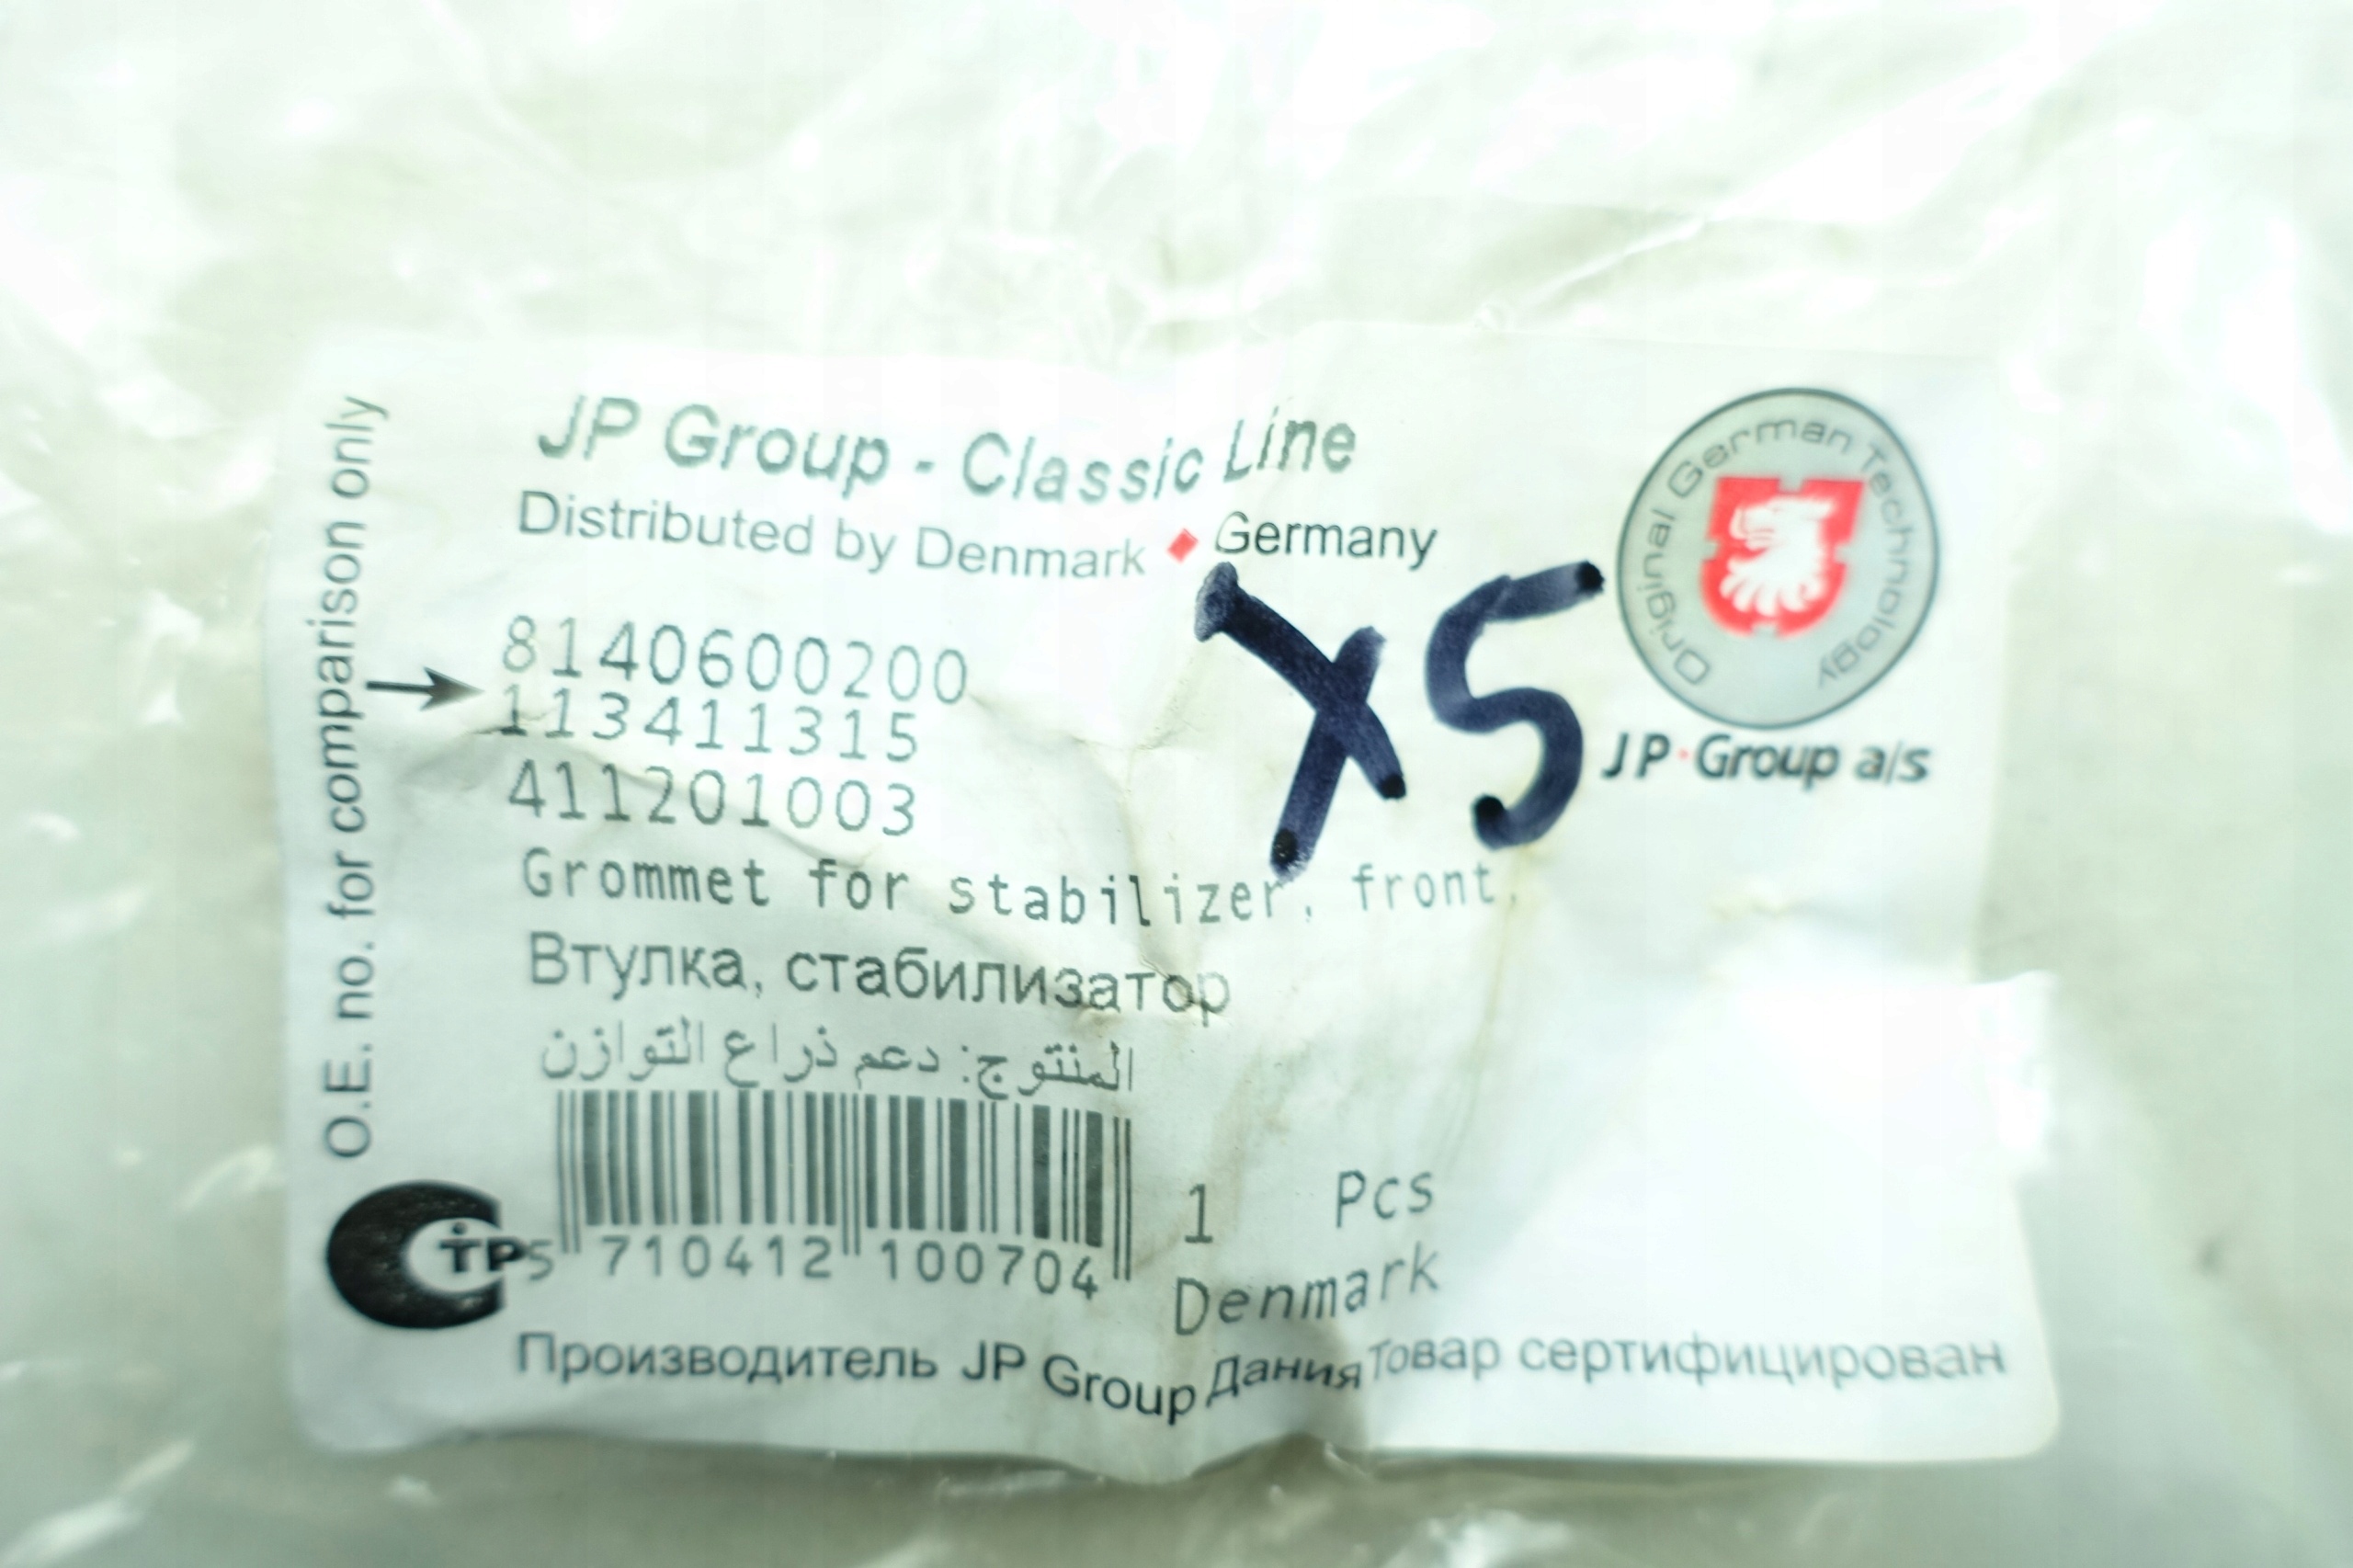 JP Group - Classic Line
Distributed by Denmark Germany
O.E. no. for comparison only
8140600200
113411315
411201003
X5
Original German Technology
JP Group a/s
Grommet for stabilizer, front,
Втулка, стабилизатор
المنتوج: دعم ذراع التوازن
5 710412 100704
1 Pcs
Denmark
TP
Производитель JP Group Дания Товар сертифицирован